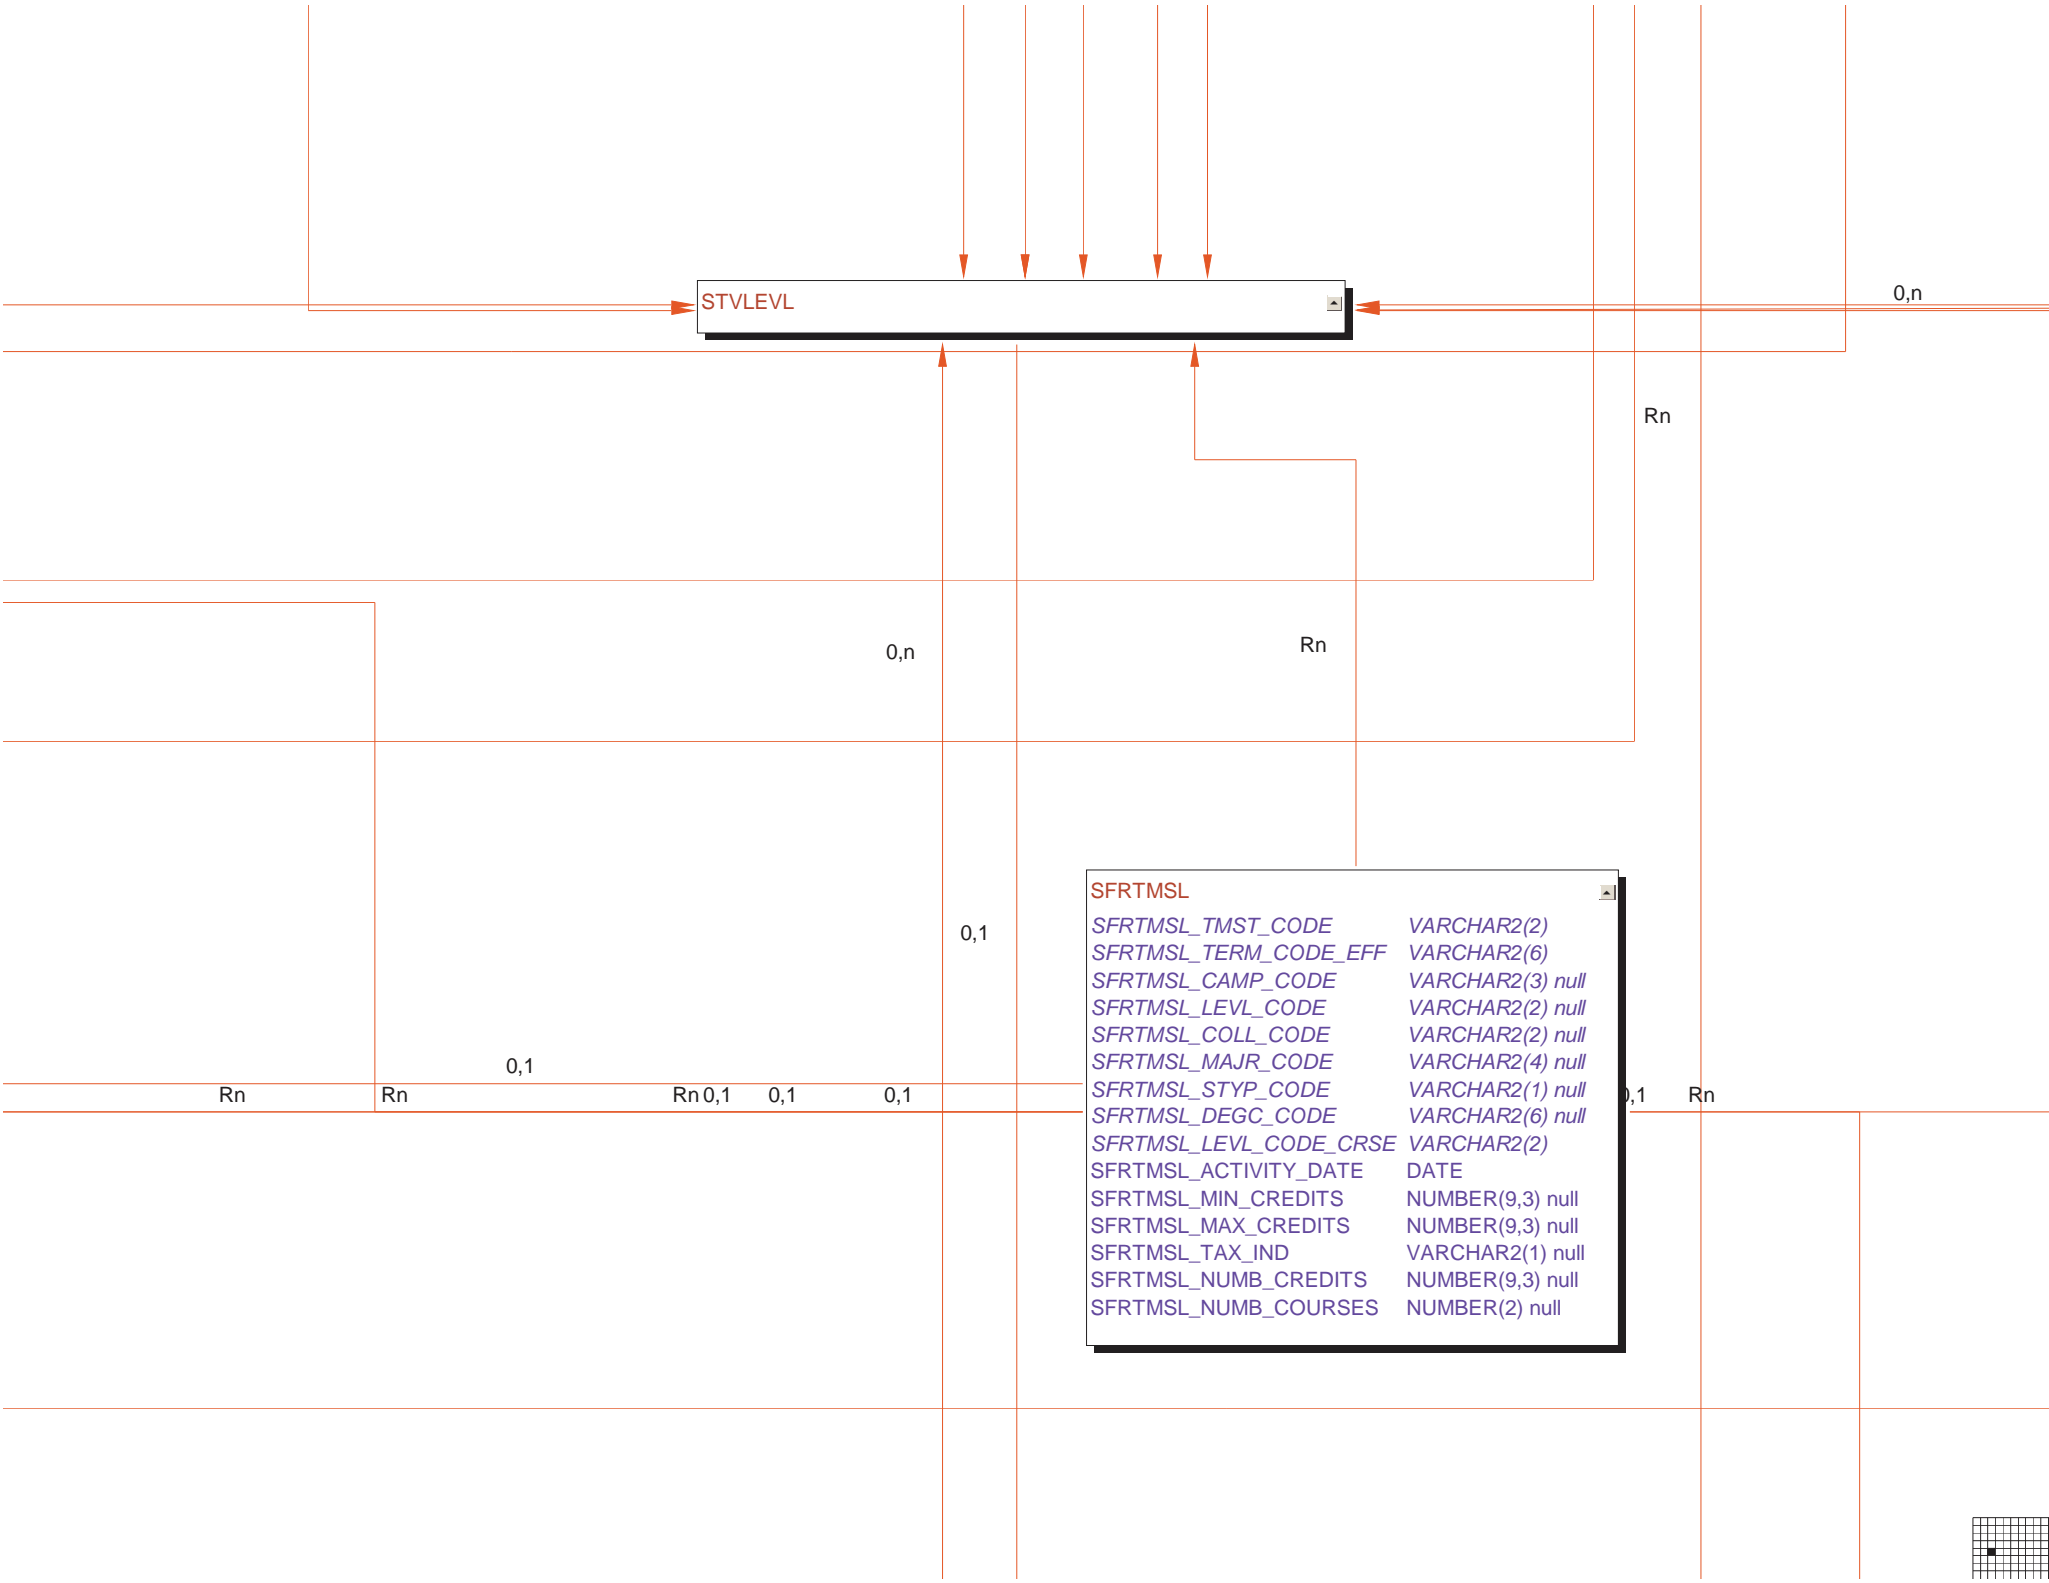 STVLEVL
0,n
Rn
0,n
Rn
0,1
SFRTMSL
SFRTMSL_TMST_CODE VARCHAR2(2)
SFRTMSL_TERM_CODE_EFF VARCHAR2(6)
SFRTMSL_CAMP_CODE VARCHAR2(3) null
SFRTMSL_LEVL_CODE VARCHAR2(2) null
SFRTMSL_COLL_CODE VARCHAR2(2) null
SFRTMSL_MAJR_CODE VARCHAR2(4) null
SFRTMSL_STYP_CODE VARCHAR2(1) null
SFRTMSL_DEGC_CODE VARCHAR2(6) null
SFRTMSL_LEVL_CODE_CRSE VARCHAR2(2)
SFRTMSL_ACTIVITY_DATE DATE
SFRTMSL_MIN_CREDITS NUMBER(9,3) null
SFRTMSL_MAX_CREDITS NUMBER(9,3) null
SFRTMSL_TAX_IND VARCHAR2(1) null
SFRTMSL_NUMB_CREDITS NUMBER(9,3) null
SFRTMSL_NUMB_COURSES NUMBER(2) null
0,1
Rn Rn Rn 0,1 0,1 0,1
,1 Rn